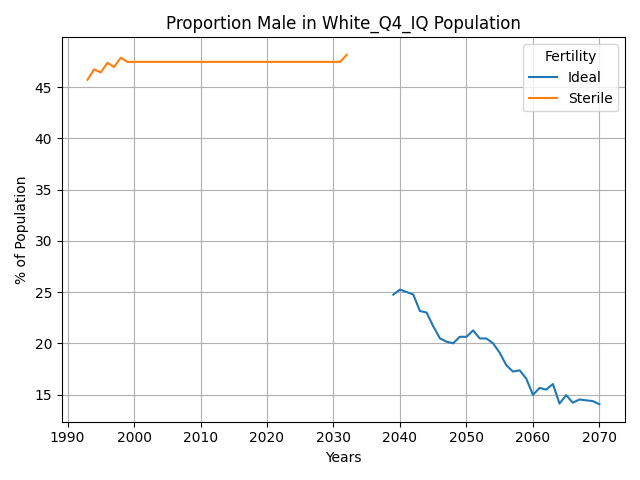 Proportion Male in White_Q4_IQ Population
Fertility
Ideal
Sterile
% of Population
45
40
35
30
25
20
15
1990 2000 2010 2020 2030 2040 2050 2060 2070
Years